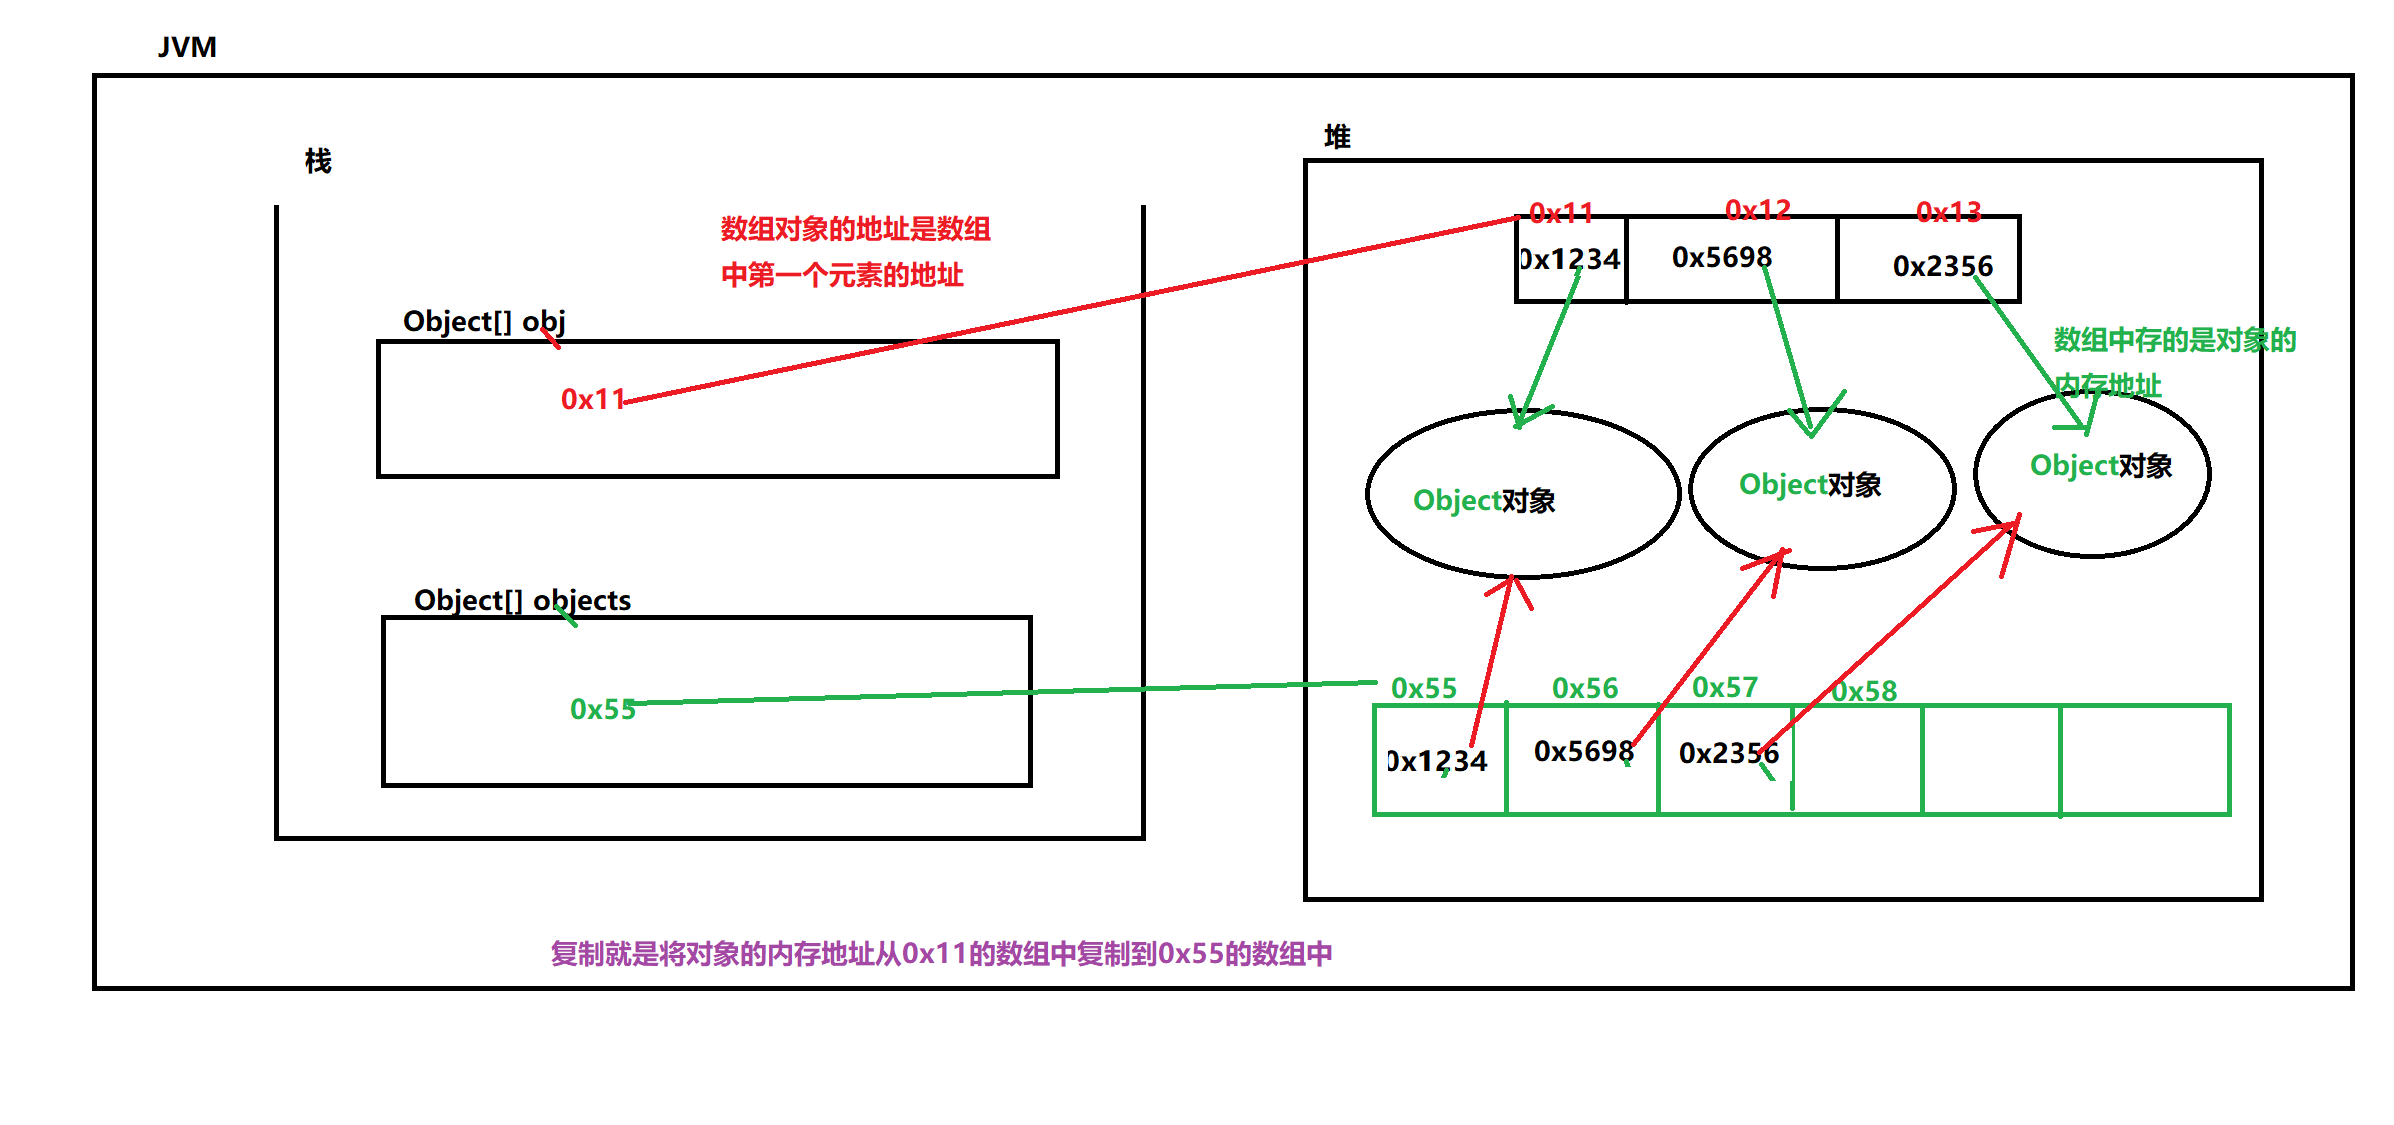 JVM
栈
堆
数组对象的地址是数组
中第一个元素的地址
0x11
0x12
0x13
0x1234
0x5698
0x2356
Object[] obj
0x11
数组中存的是对象的
内存地址
Object对象
Object对象
Object对象
Object[] objects
0x55
0x55
0x56
0x57
0x58
0x1234
0x5698
0x2356
复制就是将对象的内存地址从0x11的数组中复制到0x55的数组中